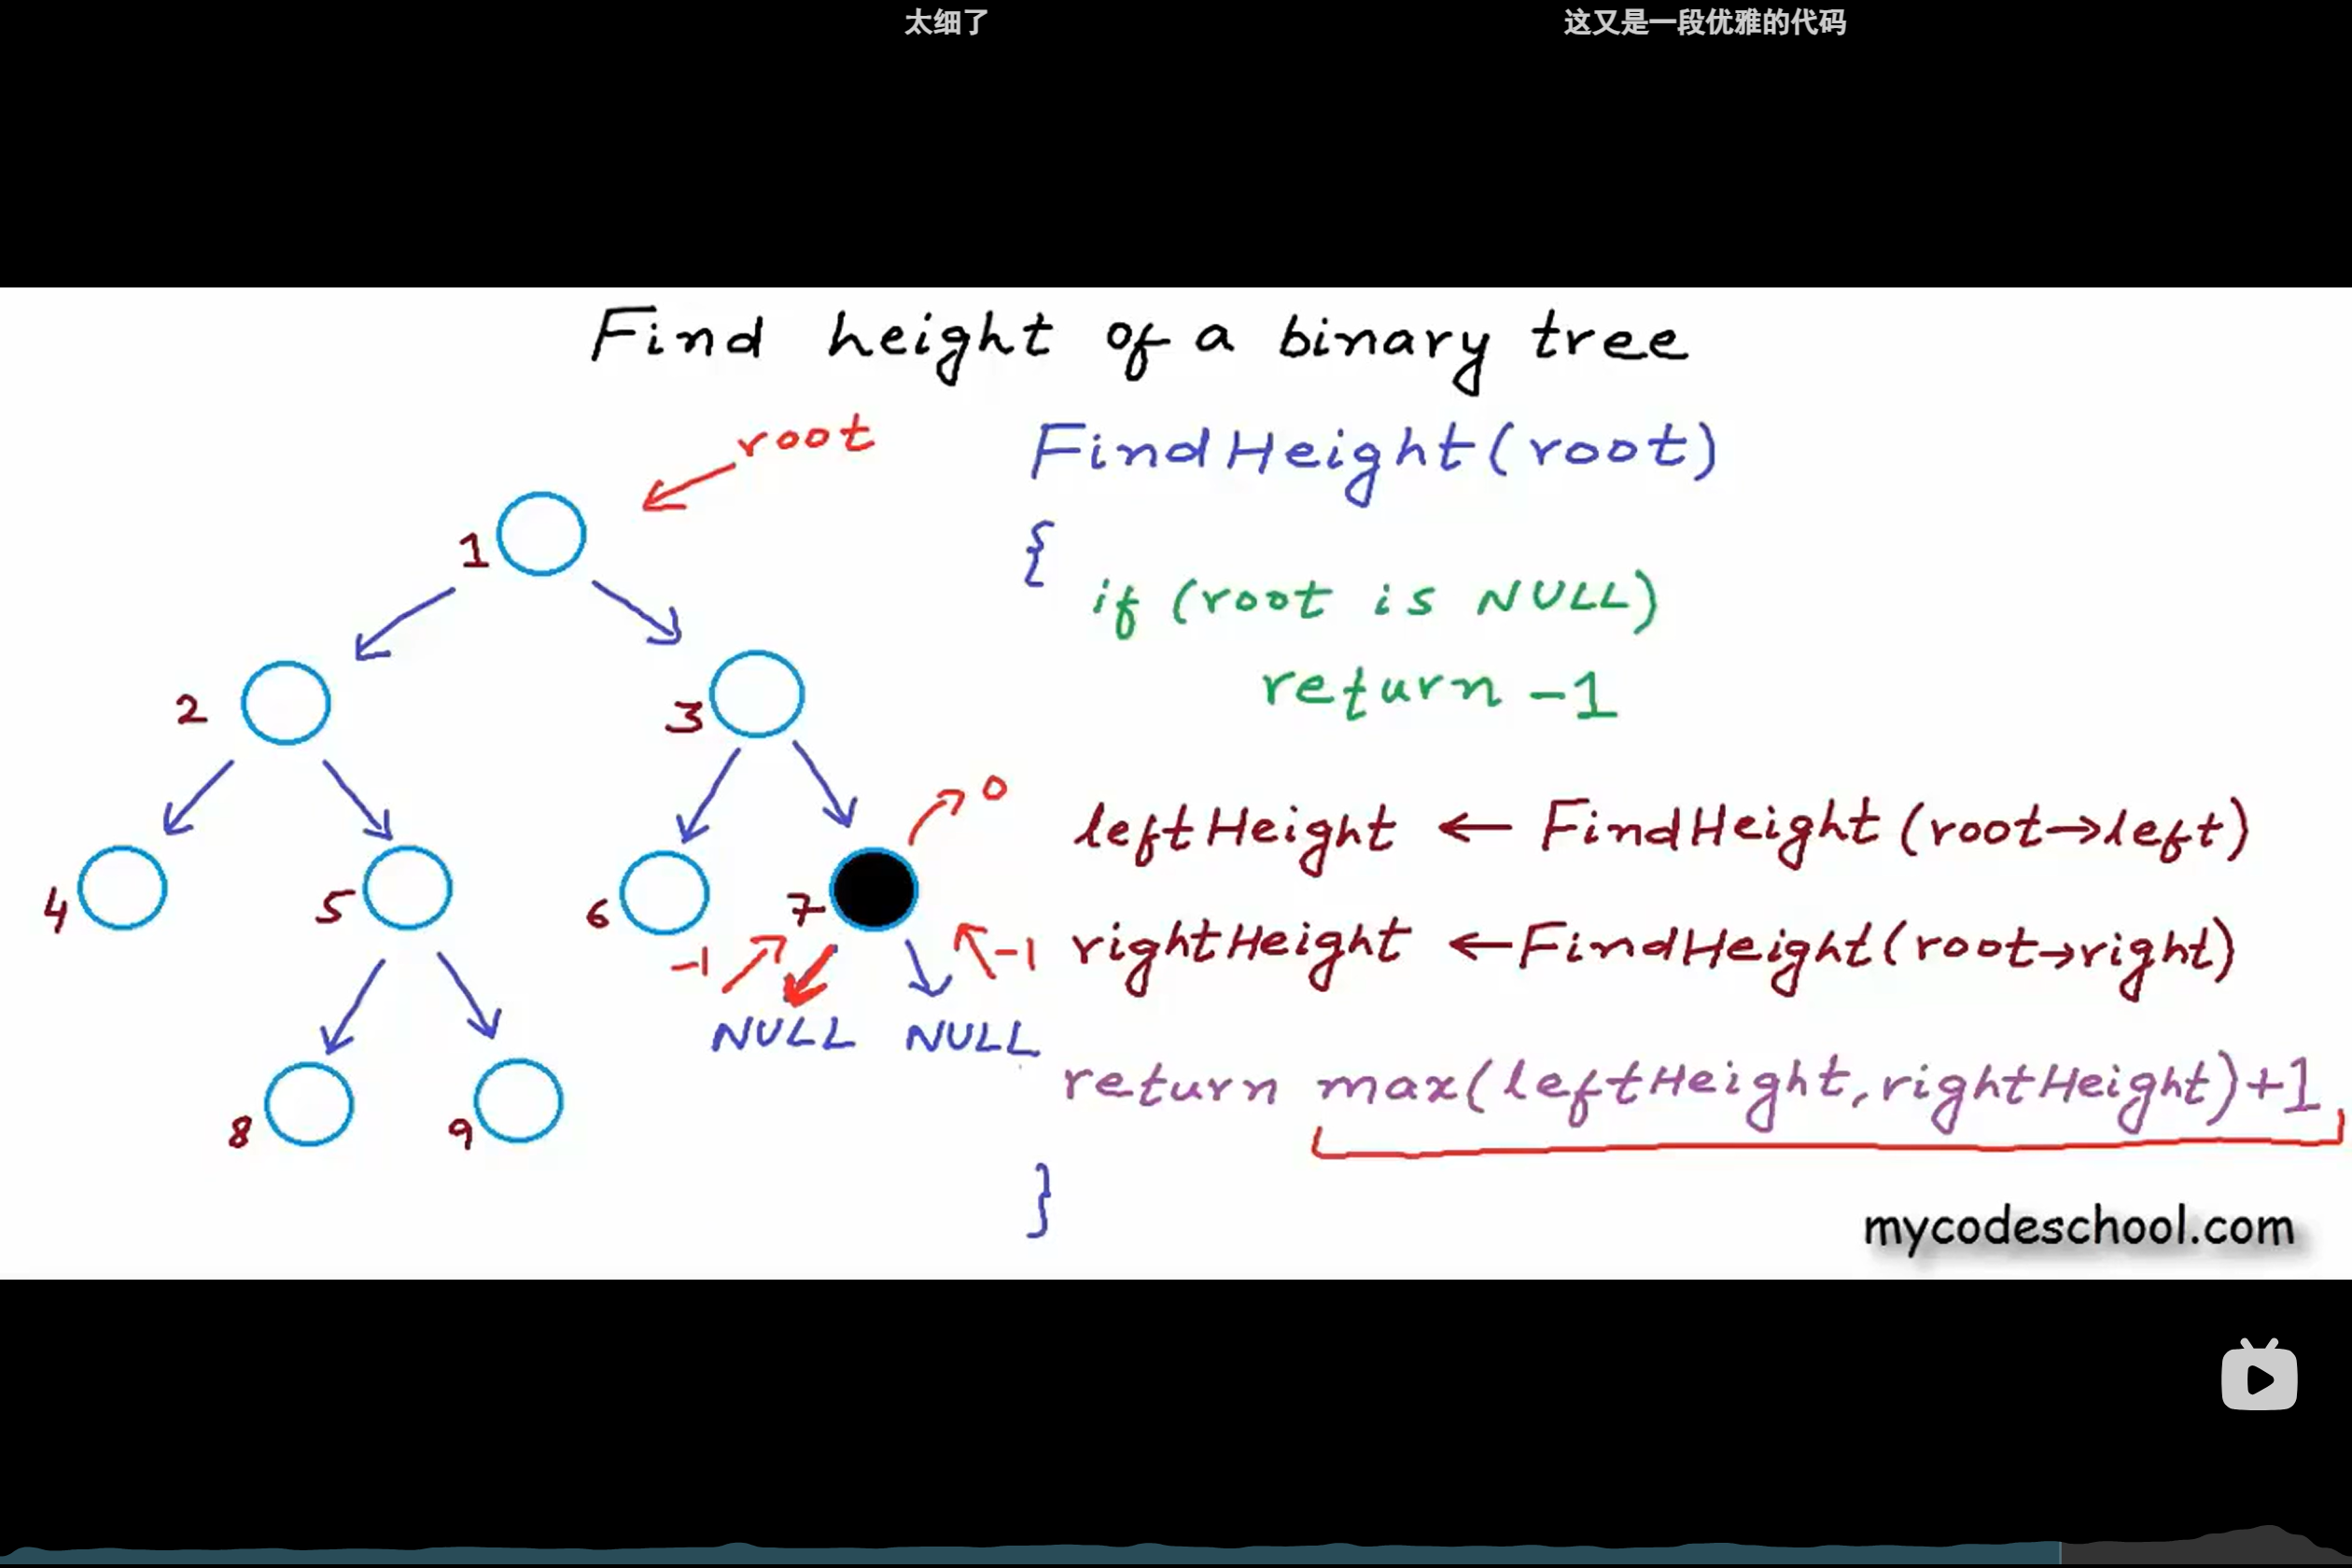 太细了
这又是一段优雅的代码
Find height of a binary tree
root
1
2
3
4
5
6
7
0
-1
-1
NULL
NULL
8
9
FindHeight(root)
{
if (root is NULL)
return -1
leftHeight ← FindHeight(root→left)
rightHeight ← FindHeight(root→right)
return max(leftHeight, rightHeight)+1
}
mycodeschool.com